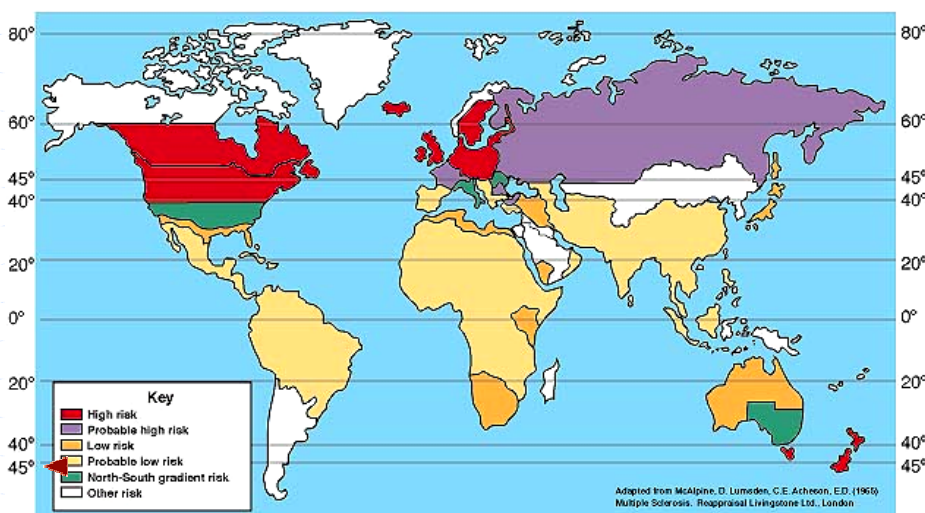 80° 80°
60° 60°
45° 45°
40° 40°
20° 20°
0° 0°
20° 20°
Key
High risk
Probable high risk
Low risk
Probable low risk
North-South gradient risk
Other risk
40° 40°
45° 45°
Adapted from McAlpine, D. Lumsden, C.E. Acheson, E.D. (1965)
Multiple Sclerosis. Reappraisal Livingstone Ltd., London